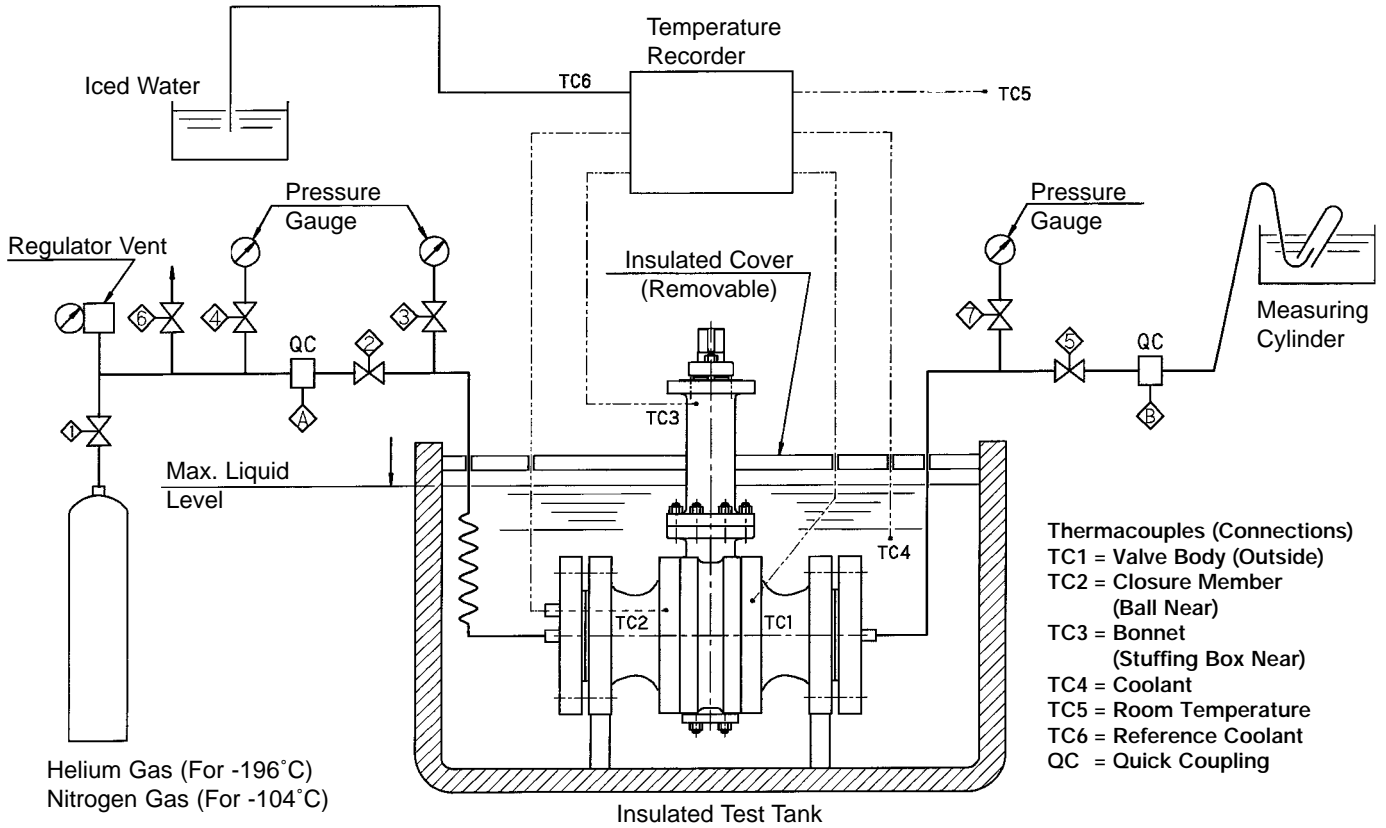 Temperature
Recorder
Iced Water
TC6
TC5
Pressure
Gauge
Pressure
Gauge
Regulator Vent
Insulated Cover
(Removable)
6
4
3
7
Measuring
Cylinder
QC
2
5
QC
TC3
A
B
1
Max. Liquid
Level
TC4
TC2
TC1
Thermacouples (Connections)
TC1 = Valve Body (Outside)
TC2 = Closure Member
(Ball Near)
TC3 = Bonnet
(Stuffing Box Near)
TC4 = Coolant
TC5 = Room Temperature
TC6 = Reference Coolant
QC = Quick Coupling
Helium Gas (For -196˚C)
Nitrogen Gas (For -104˚C)
Insulated Test Tank